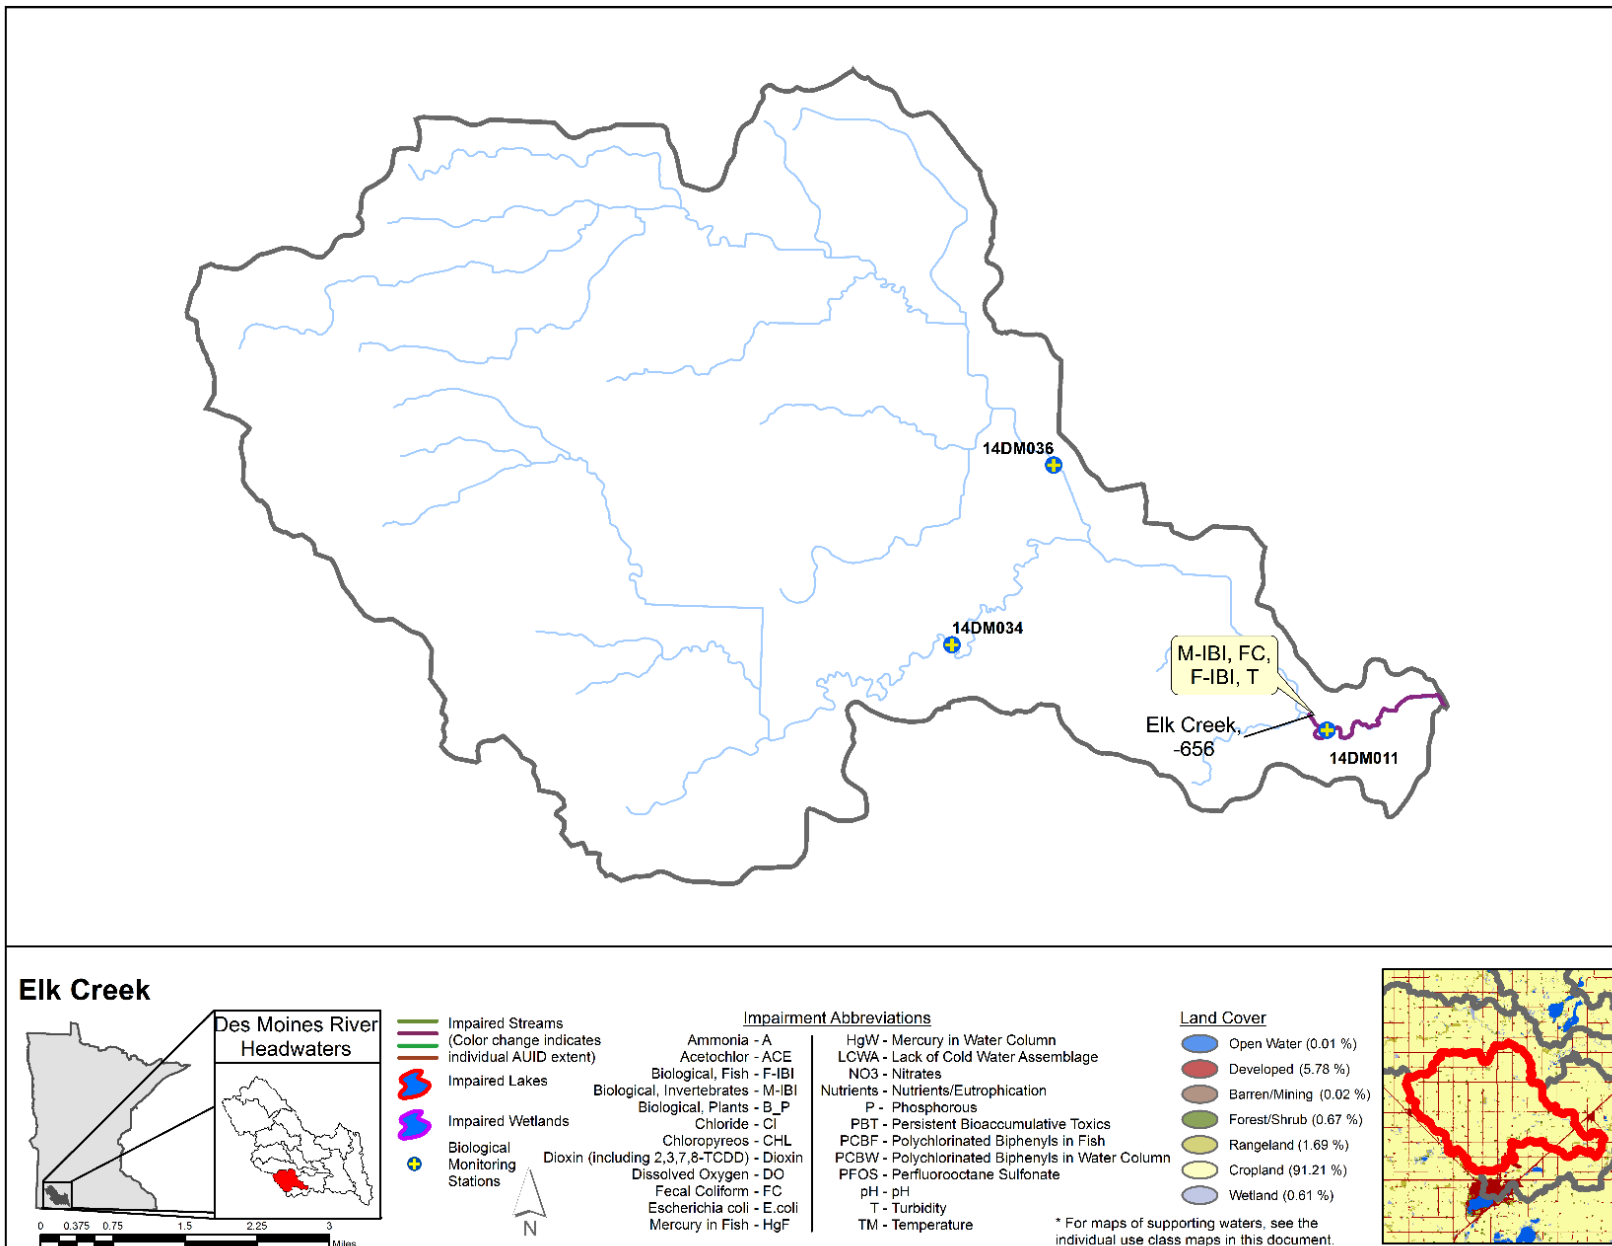 14DM036
14DM034
M-IBI, FC,
F-IBI, T
Elk Creek,
-656
14DM011
Elk Creek
Des Moines River
Headwaters
0 0.375 0.75 1.5 2.25 3
Miles
Impaired Streams
(Color change indicates
individual AUID extent)
Impaired Lakes
Impaired Wetlands
Biological
Monitoring
Stations
N
Impairment Abbreviations
Ammonia - A
Acetochlor - ACE
Biological, Fish - F-IBI
Biological, Invertebrates - M-IBI
Biological, Plants - B_P
Chloride - Cl
Chloropyreos - CHL
Dioxin (including 2,3,7,8-TCDD) - Dioxin
Dissolved Oxygen - DO
Fecal Coliform - FC
Escherichia coli - E.coli
Mercury in Fish - HgF
HgW - Mercury in Water Column
LCWA - Lack of Cold Water Assemblage
NO3 - Nitrates
Nutrients - Nutrients/Eutrophication
P - Phosphorous
PBT - Persistent Bioaccumulative Toxics
PCBF - Polychlorinated Biphenyls in Fish
PCBW - Polychlorinated Biphenyls in Water Column
PFOS - Perfluorooctane Sulfonate
pH - pH
T - Turbidity
TM - Temperature
Land Cover
Open Water (0.01 %)
Developed (5.78 %)
Barren/Mining (0.02 %)
Forest/Shrub (0.67 %)
Rangeland (1.69 %)
Cropland (91.21 %)
Wetland (0.61 %)
* For maps of supporting waters, see the
individual use class maps in this document.